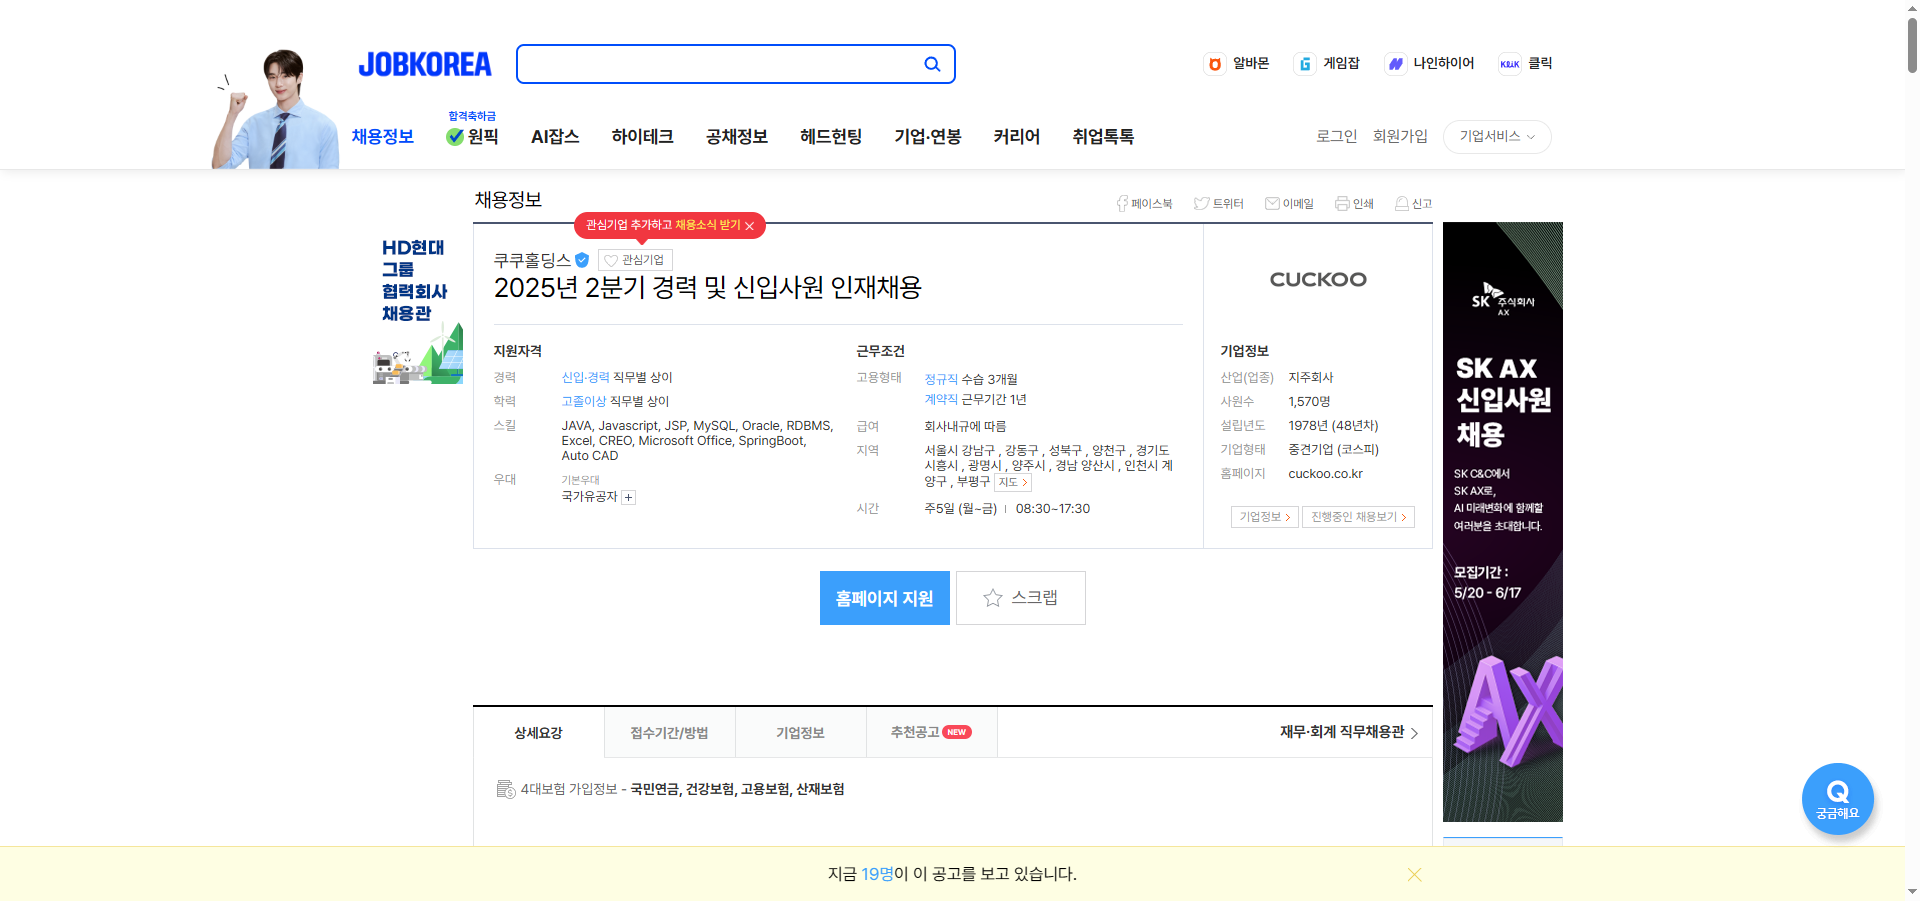 JOBKOREA
알바몬
게임잡
나인하이어
K&iK 클릭
채용정보
합격축하금
원픽
AI잡스
하이테크
공채정보
헤드헌팅
기업·연봉
커리어
취업톡톡
로그인
회원가입
기업서비스
채용정보
페이스북
트위터
이메일
인쇄
신고
관심기업 추가하고 채용소식 받기
HD현대
그룹
협력회사
채용관
쿠쿠홀딩스
관심기업
2025년 2분기 경력 및 신입사원 인재채용
지원자격
경력 신입·경력 직무별 상이
학력 고졸이상 직무별 상이
스킬 JAVA, Javascript, JSP, MySQL, Oracle, RDBMS,
Excel, CREO, Microsoft Office, SpringBoot,
Auto CAD
우대 기본우대
국가유공자 +
근무조건
고용형태 정규직 수습 3개월
계약직 근무기간 1년
급여 회사내규에 따름
지역 서울시 강남구 , 강동구 , 성북구 , 양천구 , 경기도
시흥시 , 광명시 , 양주시 , 경남 양산시 , 인천시 계
양구 , 부평구 지도
시간 주5일 (월~금) 08:30~17:30
CUCKOO
기업정보
산업(업종) 지주회사
사원수 1,570명
설립년도 1978년 (48년차)
기업형태 중견기업 (코스피)
홈페이지 cuckoo.co.kr
기업정보
진행중인 채용보기
홈페이지 지원
스크랩
SK 주식회사
AX
SK AX
신입사원
채용
SK C&C에서
SK AX로,
AI 미래변화에 함께할
여러분을 초대합니다.
모집기간 :
5/20 - 6/17
AX
상세요강
접수기간/방법
기업정보
추천공고 NEW
재무·회계 직무채용관
4대보험 가입정보 - 국민연금, 건강보험, 고용보험, 산재보험
Q
궁금해요
지금 19명이 이 공고를 보고 있습니다.